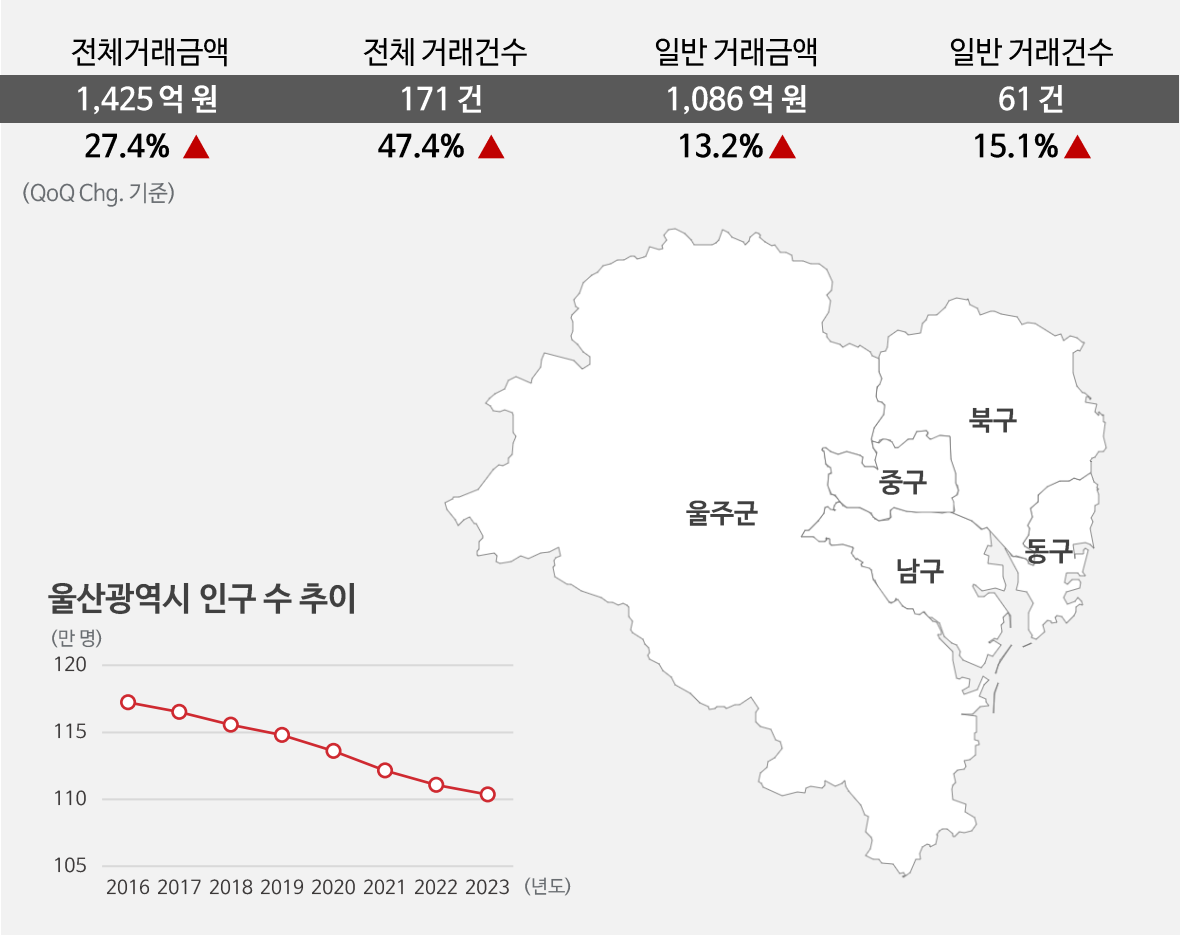 전체거래금액 전체 거래건수 일반 거래금액 일반 거래건수
1,425 억 원 171 건 1,086 억 원 61 건
27.4% ▲ 47.4% ▲ 13.2% ▲ 15.1% ▲
(QoQ Chg. 기준)
북구
중구
울주군
동구
남구
울산광역시 인구 수 추이
(만 명)
120
115
110
105
2016 2017 2018 2019 2020 2021 2022 2023 (년도)